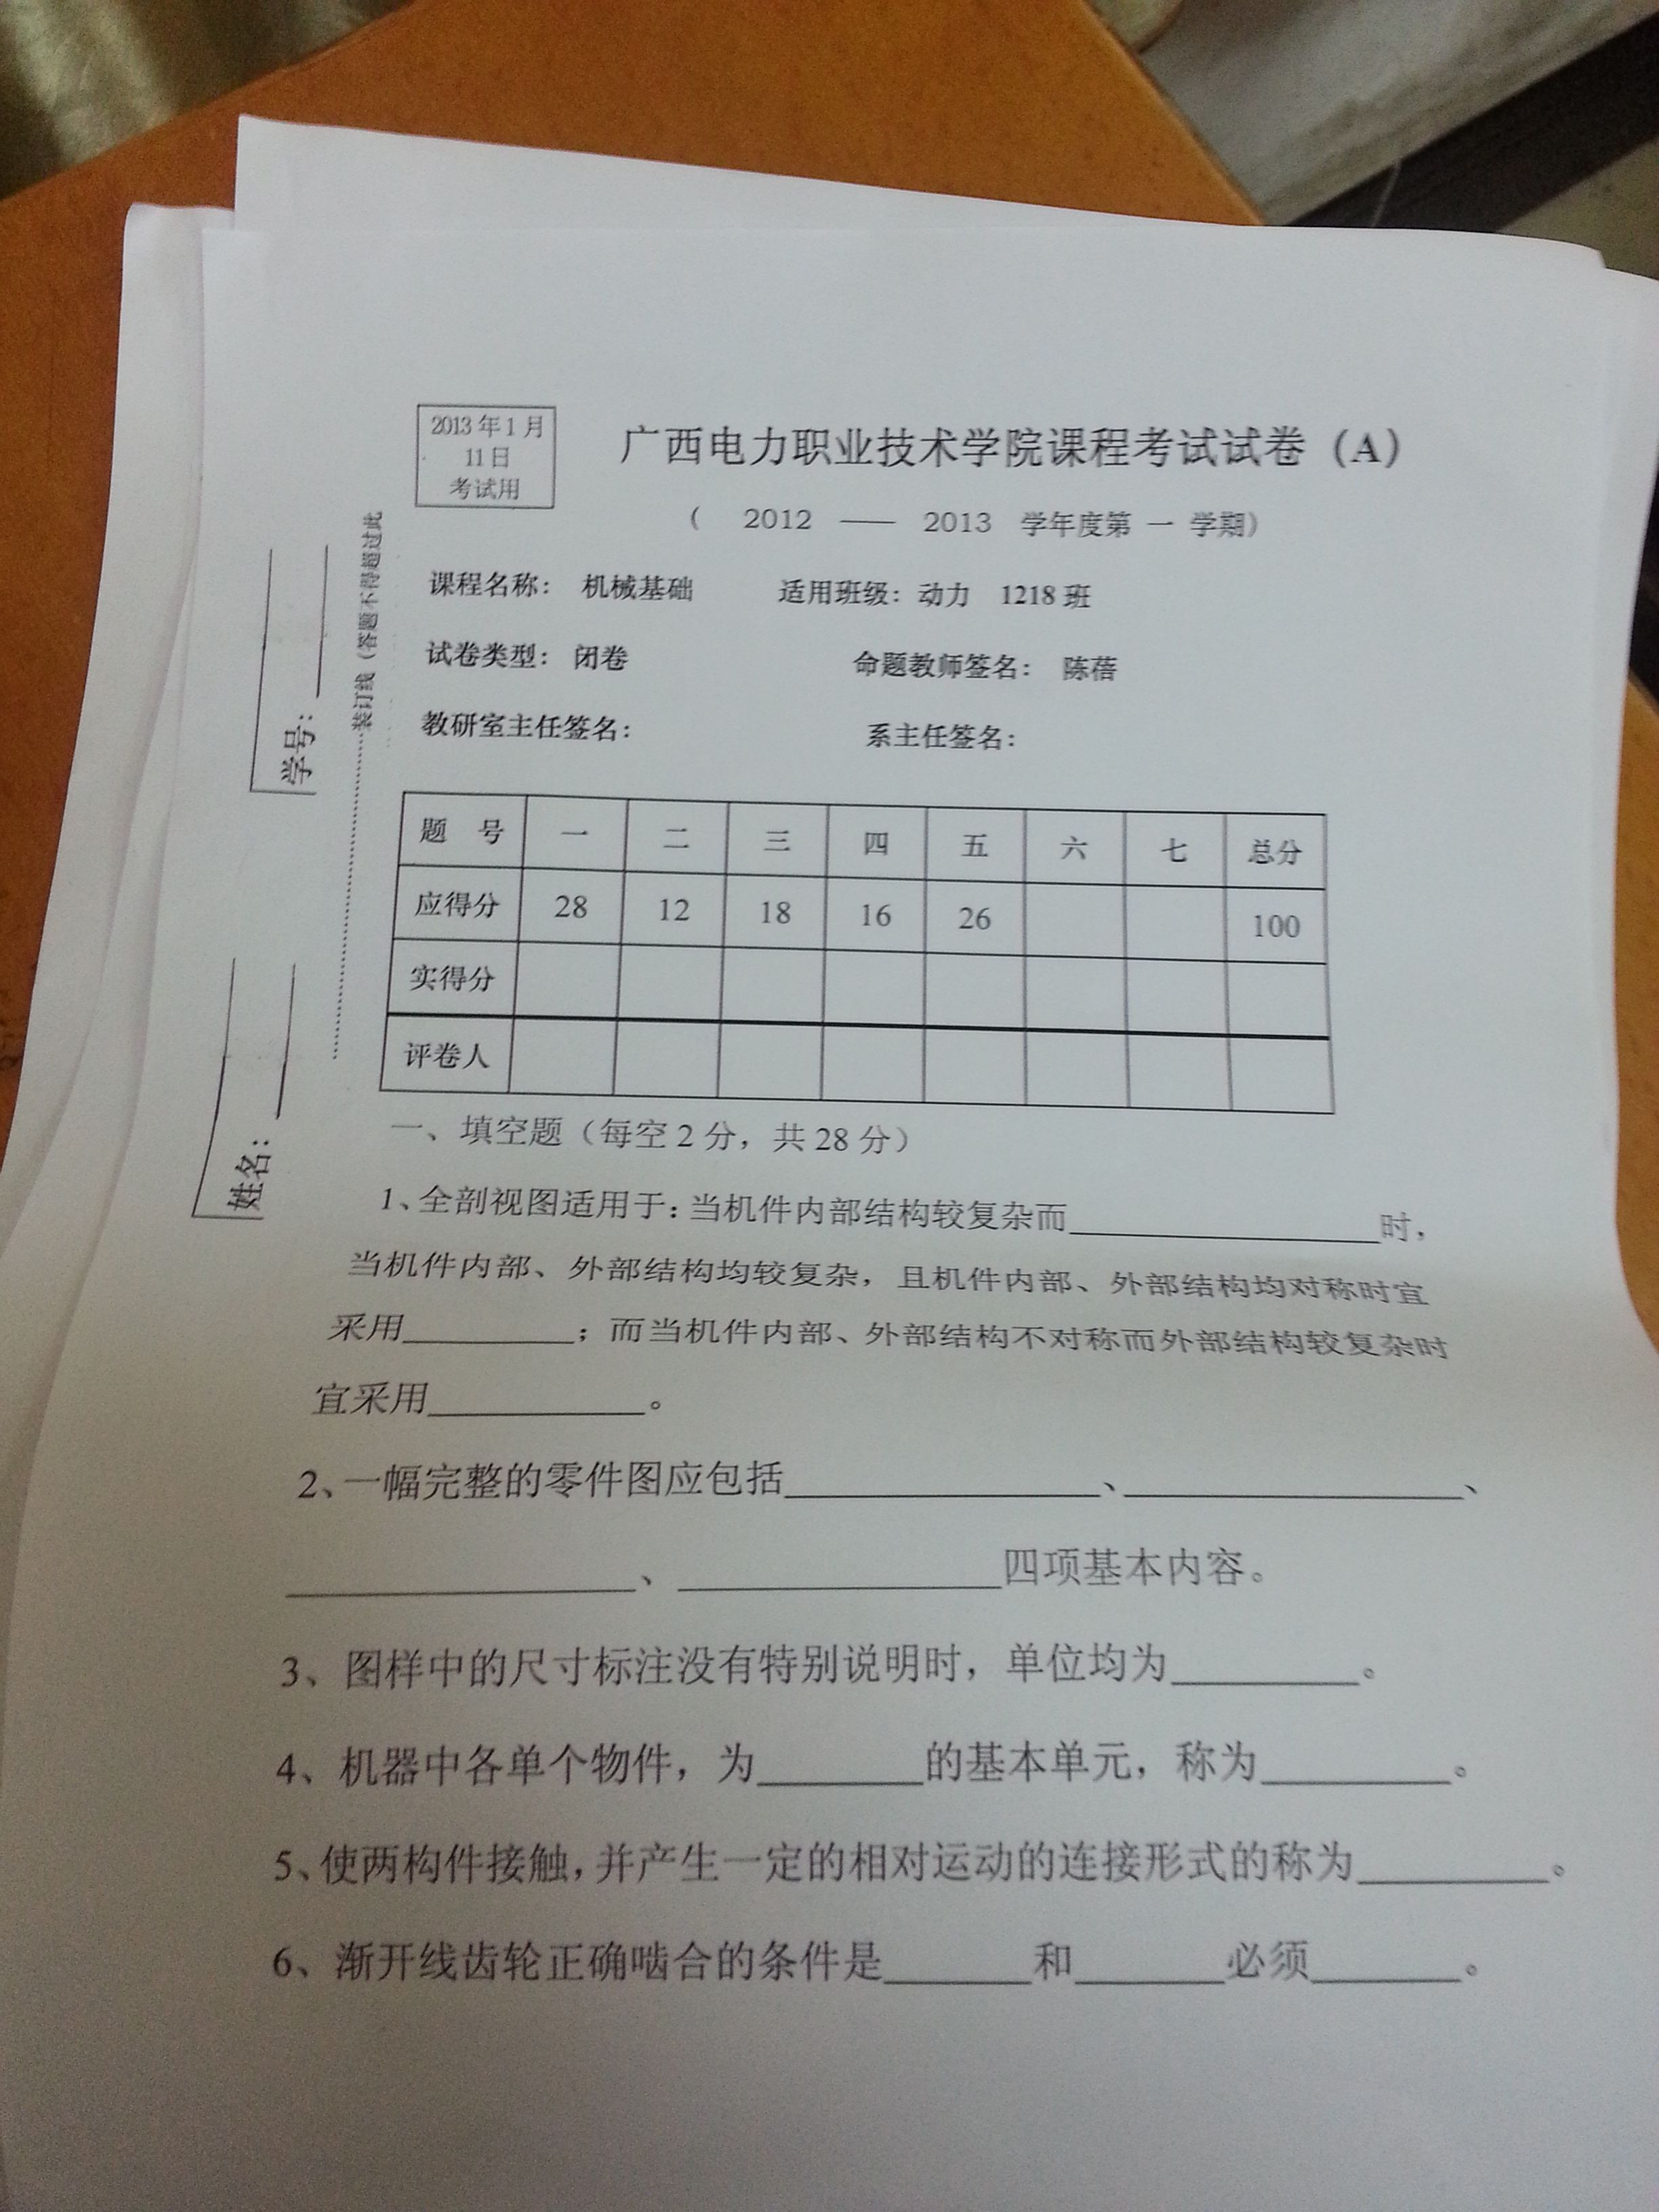 2013年1月
11日
考试用
广西电力职业技术学院课程考试试卷（A）
（ 2012 —— 2013 学年度第 一 学期）
课程名称： 机械基础 适用班级：动力 1218班
试卷类型： 闭卷 命题教师签名： 陈蓓
教研室主任签名： 系主任签名：
学号：
装订线（答题不得超过此
姓名：
题 号 一 二 三 四 五 六 七 总分
应得分 28 12 18 16 26 100
实得分
评卷人
一、填空题（每空2分，共28分）
1、全剖视图适用于：当机件内部结构较复杂而________时，
当机件内部、外部结构均较复杂，且机件内部、外部结构均对称时宜
采用________；而当机件内部、外部结构不对称而外部结构较复杂时
宜采用________。
2、一幅完整的零件图应包括________、________、
________、________四项基本内容。
3、图样中的尺寸标注没有特别说明时，单位均为________。
4、机器中各单个物件，为________的基本单元，称为________。
5、使两构件接触，并产生一定的相对运动的连接形式的称为________。
6、渐开线齿轮正确啮合的条件是________和________必须________。